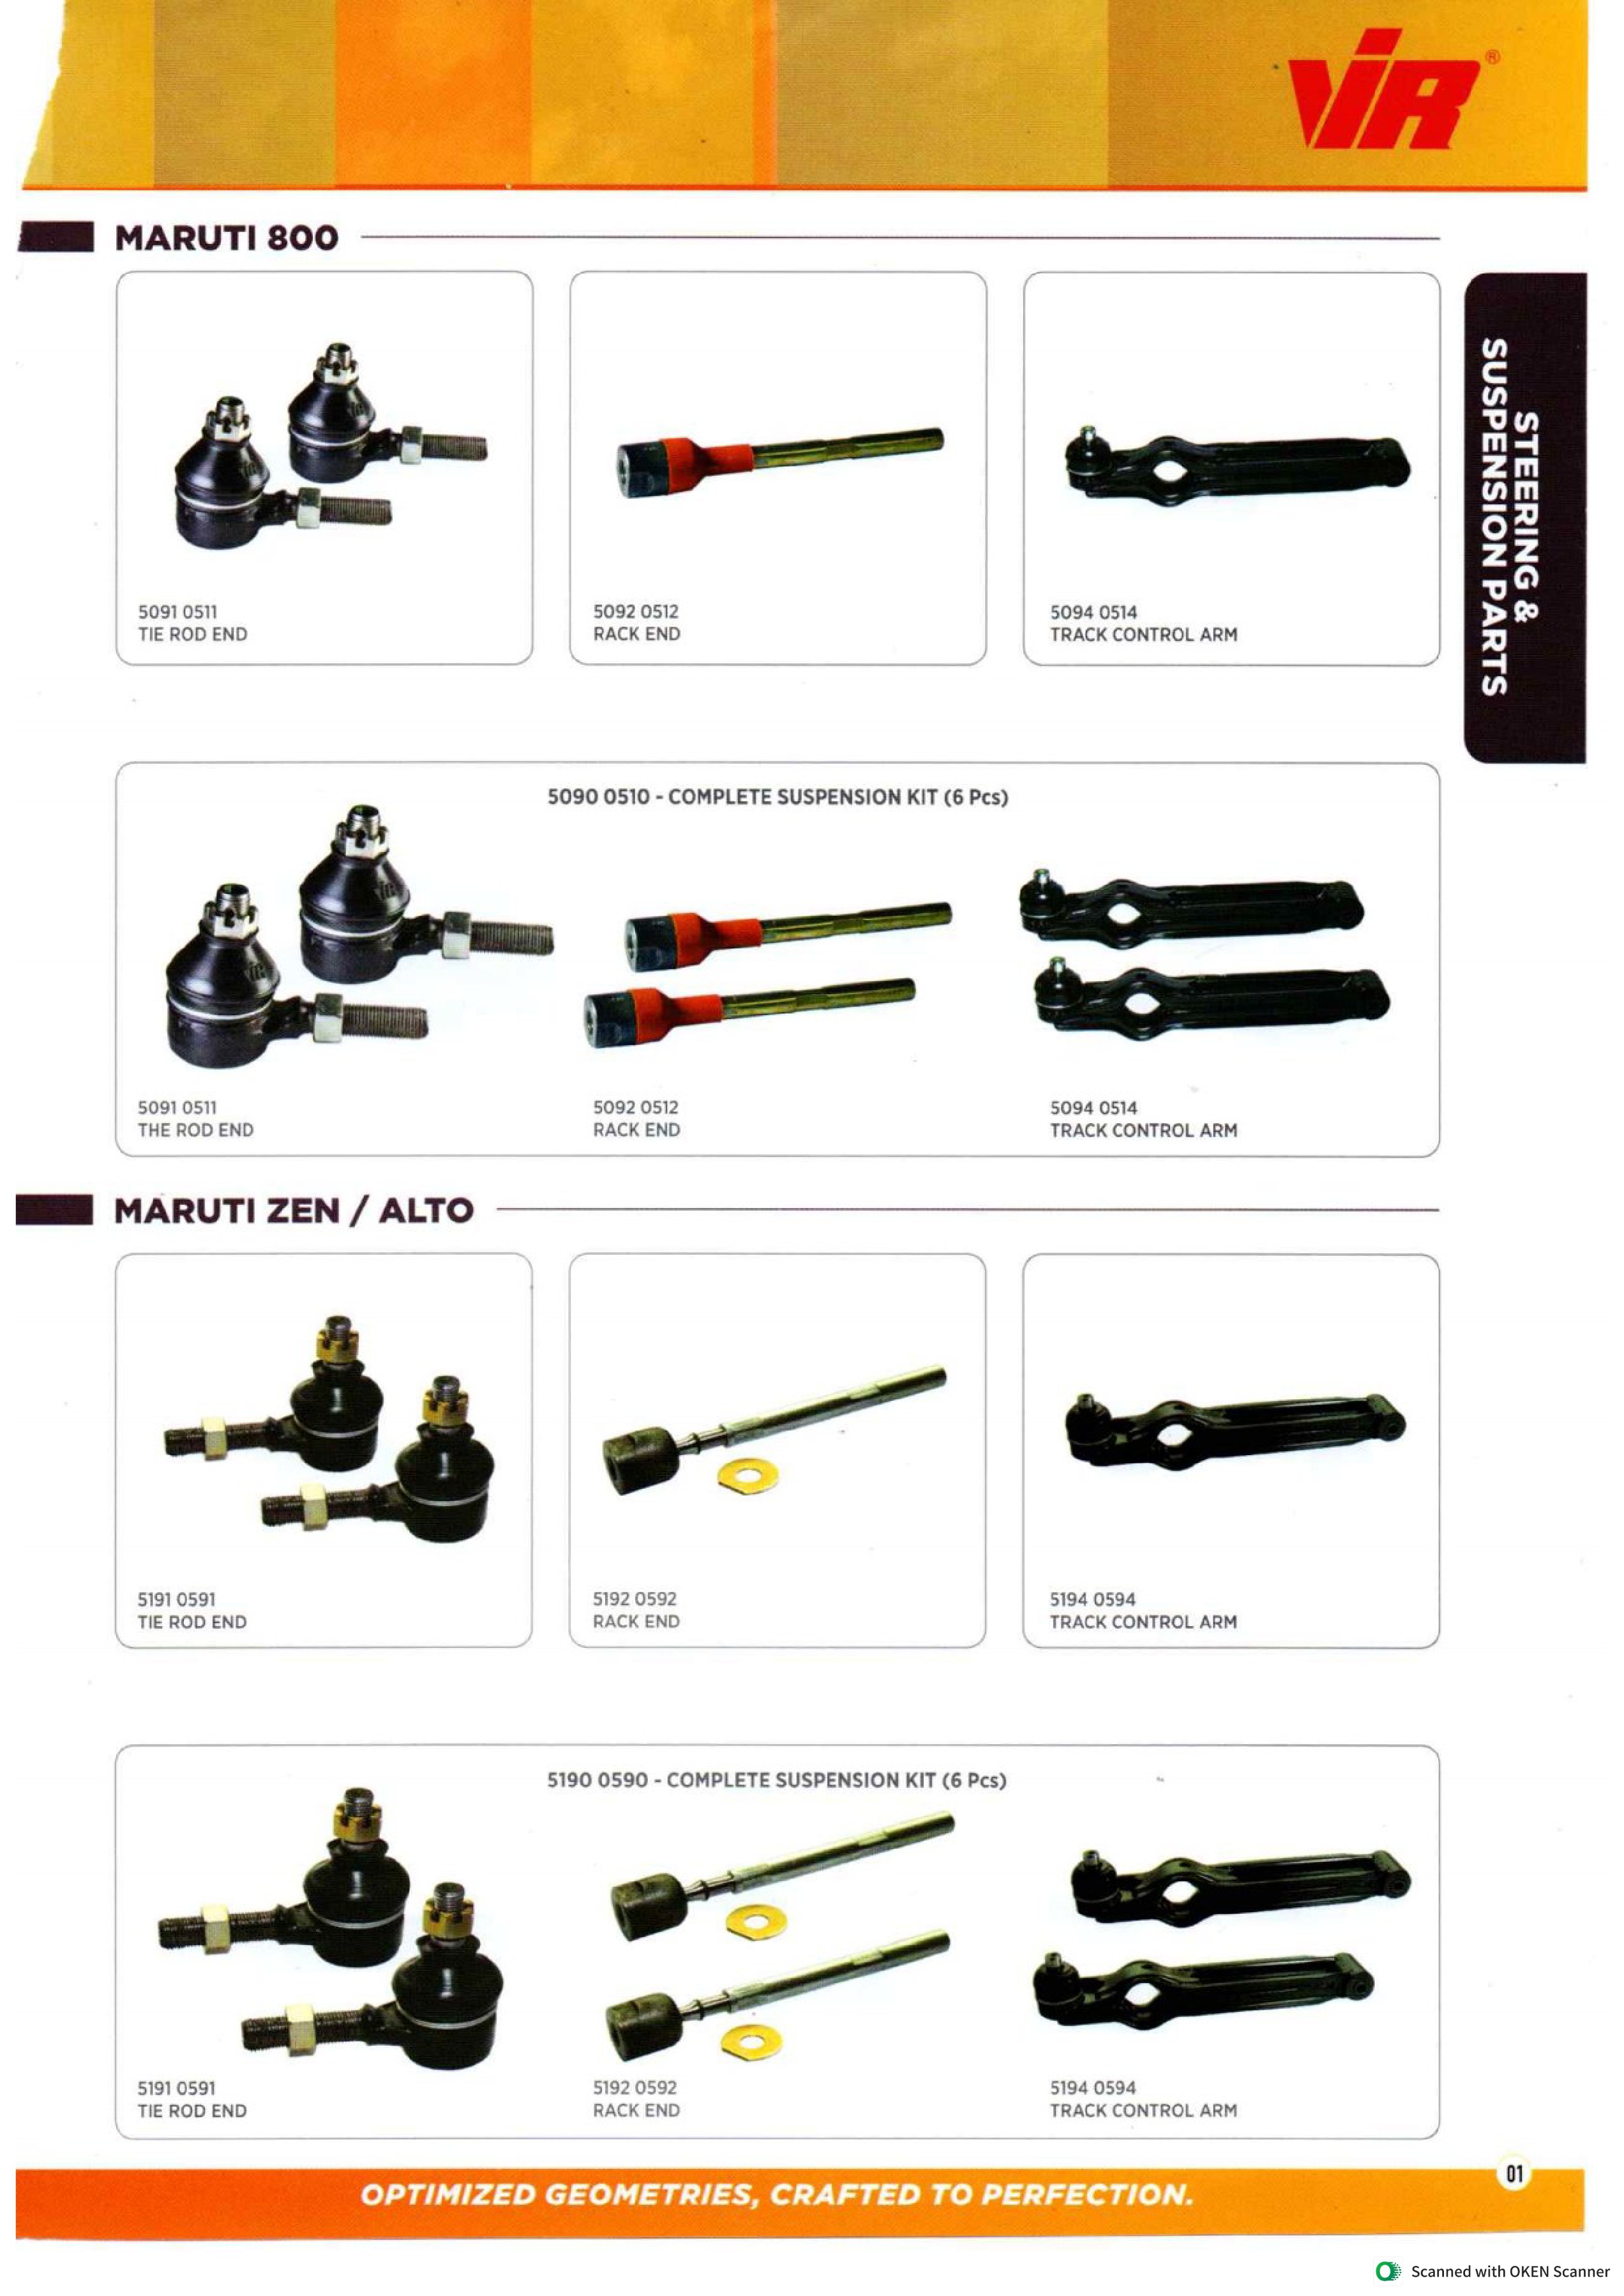 ViR®
MARUTI 800
5091 0511
TIE ROD END
5092 0512
RACK END
5094 0514
TRACK CONTROL ARM
STEERING &
SUSPENSION PARTS
5090 0510 - COMPLETE SUSPENSION KIT (6 Pcs)
5091 0511
THE ROD END
5092 0512
RACK END
5094 0514
TRACK CONTROL ARM
MARUTI ZEN / ALTO
5191 0591
TIE ROD END
5192 0592
RACK END
5194 0594
TRACK CONTROL ARM
5190 0590 - COMPLETE SUSPENSION KIT (6 Pcs)
5191 0591
TIE ROD END
5192 0592
RACK END
5194 0594
TRACK CONTROL ARM
01
OPTIMIZED GEOMETRIES, CRAFTED TO PERFECTION.
Scanned with OKEN Scanner